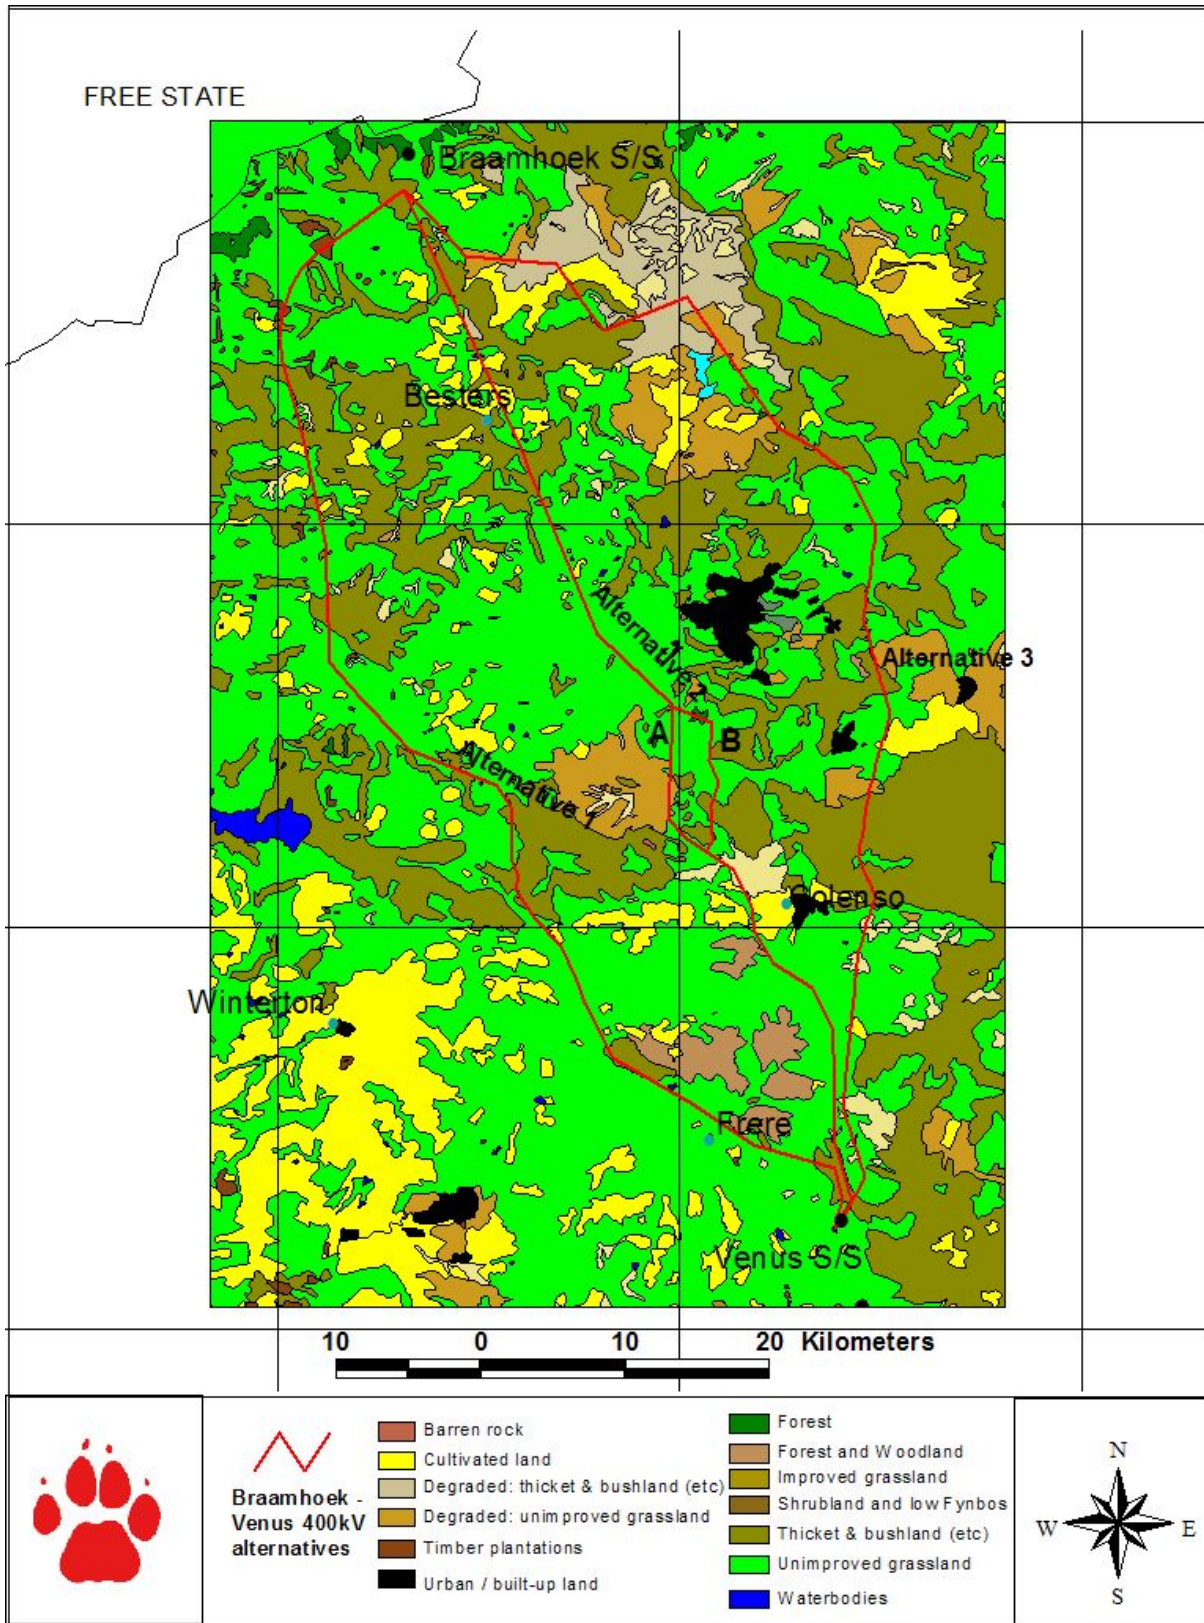 FREE STATE
Braamhoek S/S
Besters
Alternative 2
Alternative 3
A
B
Alternative 1
Colenso
Winterton
Frere
Venus S/S
10 0 10 20 Kilometers
Braamhoek -
Venus 400kV
alternatives
Barren rock
Cultivated land
Degraded: thicket & bushland (etc)
Degraded: unimproved grassland
Timber plantations
Urban / built-up land
Forest
Forest and Woodland
Improved grassland
Shrubland and low Fynbos
Thicket & bushland (etc)
Unimproved grassland
Waterbodies
N
W E
S